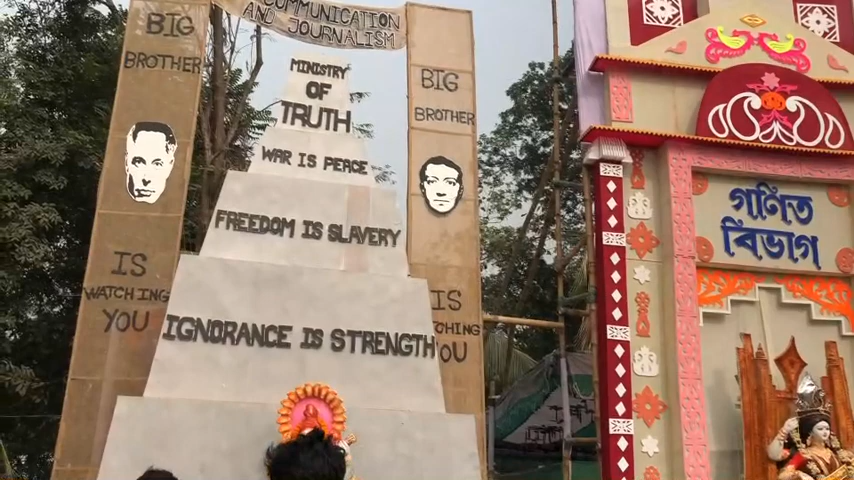 COMMUNICATION
AND JOURNALISM
BIG
BROTHER
IS
WATCHING
YOU
MINISTRY
OF
TRUTH
WAR IS PEACE
FREEDOM IS SLAVERY
IGNORANCE IS STRENGTH
BIG
BROTHER
IS
WATCHING
YOU
গণিত
বিভাগ